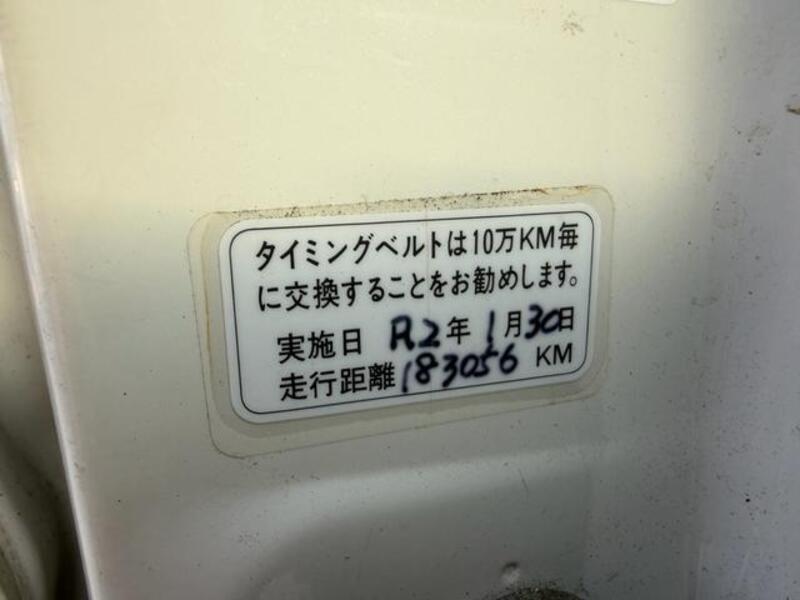 タイミングベルトは10万KM毎
に交換することをお勧めします。
実施日 R2年 1月30日
走行距離 183056 KM